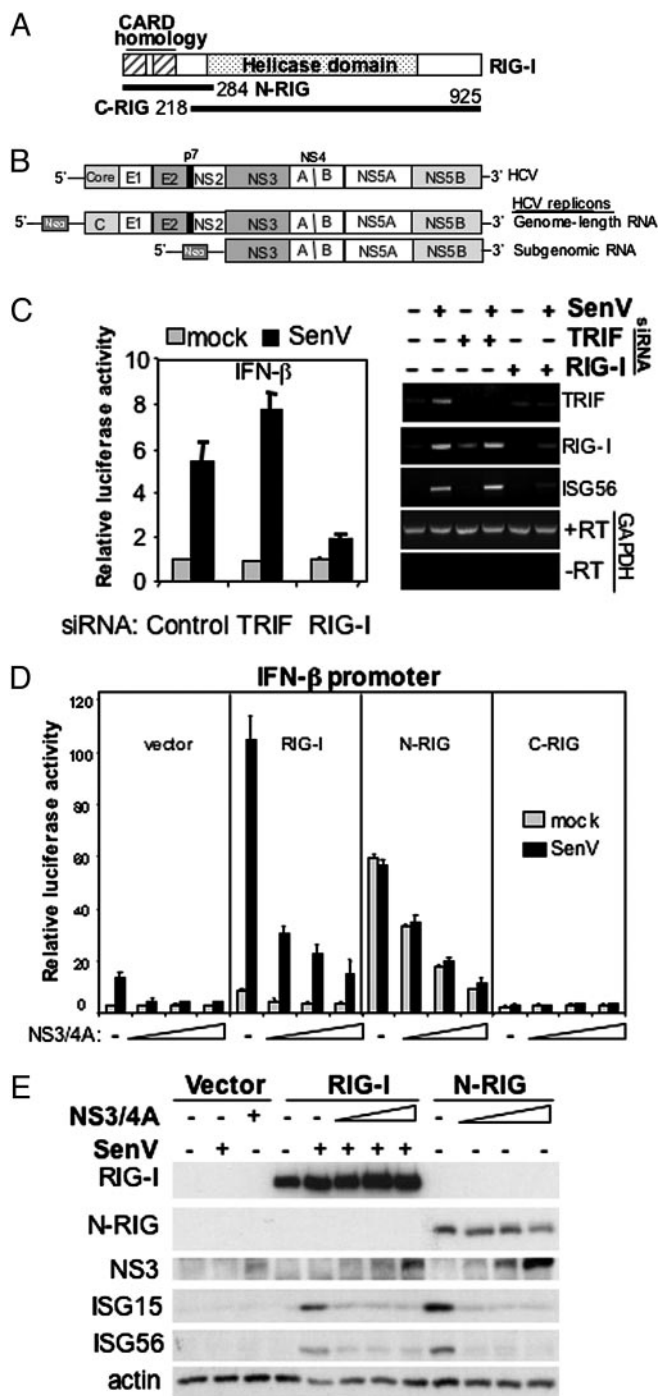 A
CARD
homology
Helicase domain
RIG-I
284 N-RIG
925
C-RIG 218
B
p7
NS4
5'
Core
E1
E2
NS2
NS3
A
B
NS5A
NS5B
3' HCV
HCV replicons
5'
Neo
C
E1
E2
NS2
NS3
A
B
NS5A
NS5B
3' Genome-length RNA
5'
Neo
NS3
A
B
NS5A
NS5B
3' Subgenomic RNA
C
mock
SenV
IFN-β
Relative luciferase activity
10
8
6
4
2
0
siRNA: Control TRIF RIG-I
- + - + - + SenV
- - + + - - TRIF
- - - - + + RIG-I
siRNA
TRIF
RIG-I
ISG56
+RT
-RT
GAPDH
D
IFN-β promoter
Relative luciferase activity
120
100
80
60
40
20
0
vector
RIG-I
N-RIG
C-RIG
mock
SenV
NS3/4A: - - - -
E
Vector RIG-I N-RIG
NS3/4A - - + - - -
SenV - + - - + + + + - - - -
RIG-I
N-RIG
NS3
ISG15
ISG56
actin